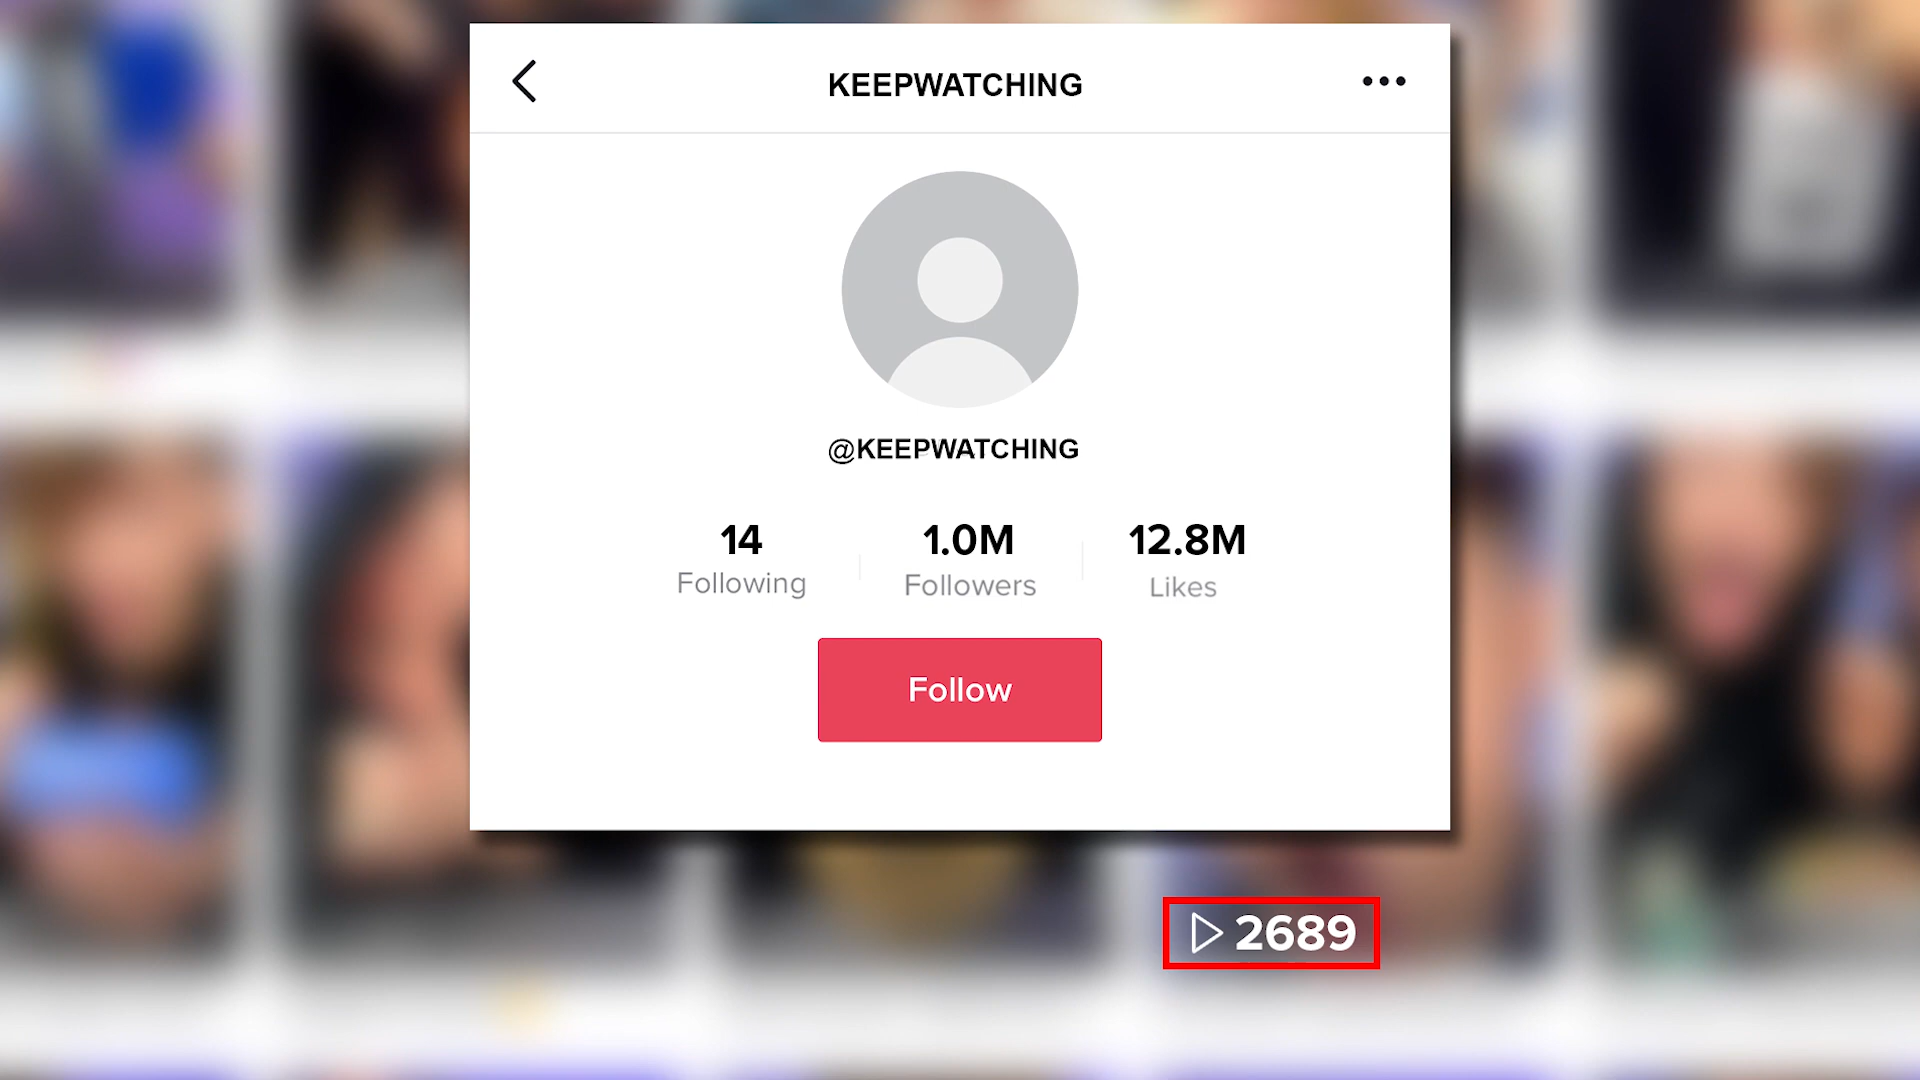 KEEPWATCHING
@KEEPWATCHING
14 1.0M 12.8M
Following Followers Likes
Follow
2689